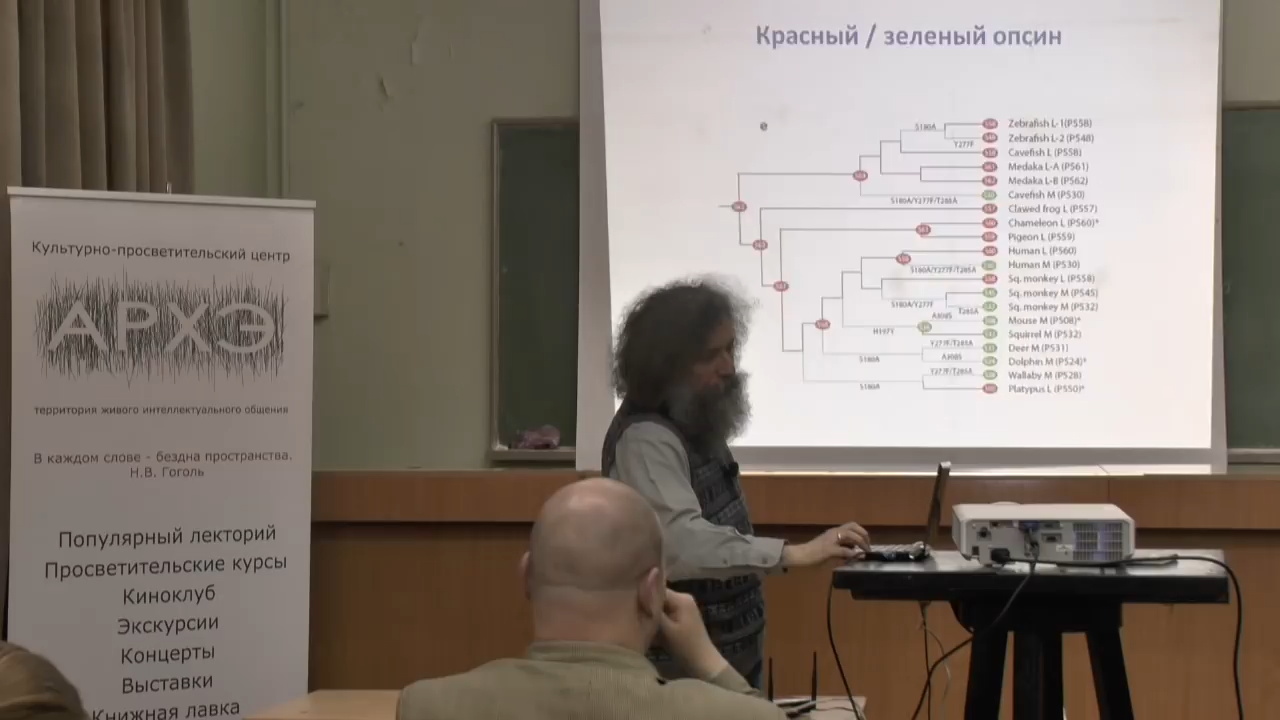 Культурно-просветительский центр
АРХЭ
территория живого интеллектуального общения
В каждом слове - бездна пространства.
Н.В. Гоголь
Популярный лекторий
Просветительские курсы
Киноклуб
Экскурсии
Концерты
Выставки
Книжная лавка
Красный / зеленый опсин
e
S180A
Zebrafish L-1(P558)
Y277F
Zebrafish L-2 (P548)
Cavefish L (P558)
Medaka L-A (P561)
Medaka L-B (P562)
S180A/Y277F/T285A
Cavefish M (P530)
Clawed frog L (P557)
Chameleon L (P560)*
Pigeon L (P559)
Human L (P560)
S180A/Y277F/T285A
Human M (P530)
Sq. monkey L (P558)
Sq. monkey M (P545)
S180A/Y277F
T285A
Sq. monkey M (P532)
A308S
Mouse M (P508)*
H197Y
Squirrel M (P532)
Y277F/T285A
Deer M (P531)
S180A
A308S
Dolphin M (P524)*
Y277F/T285A
Wallaby M (P528)
S180A
Platypus L (P550)*